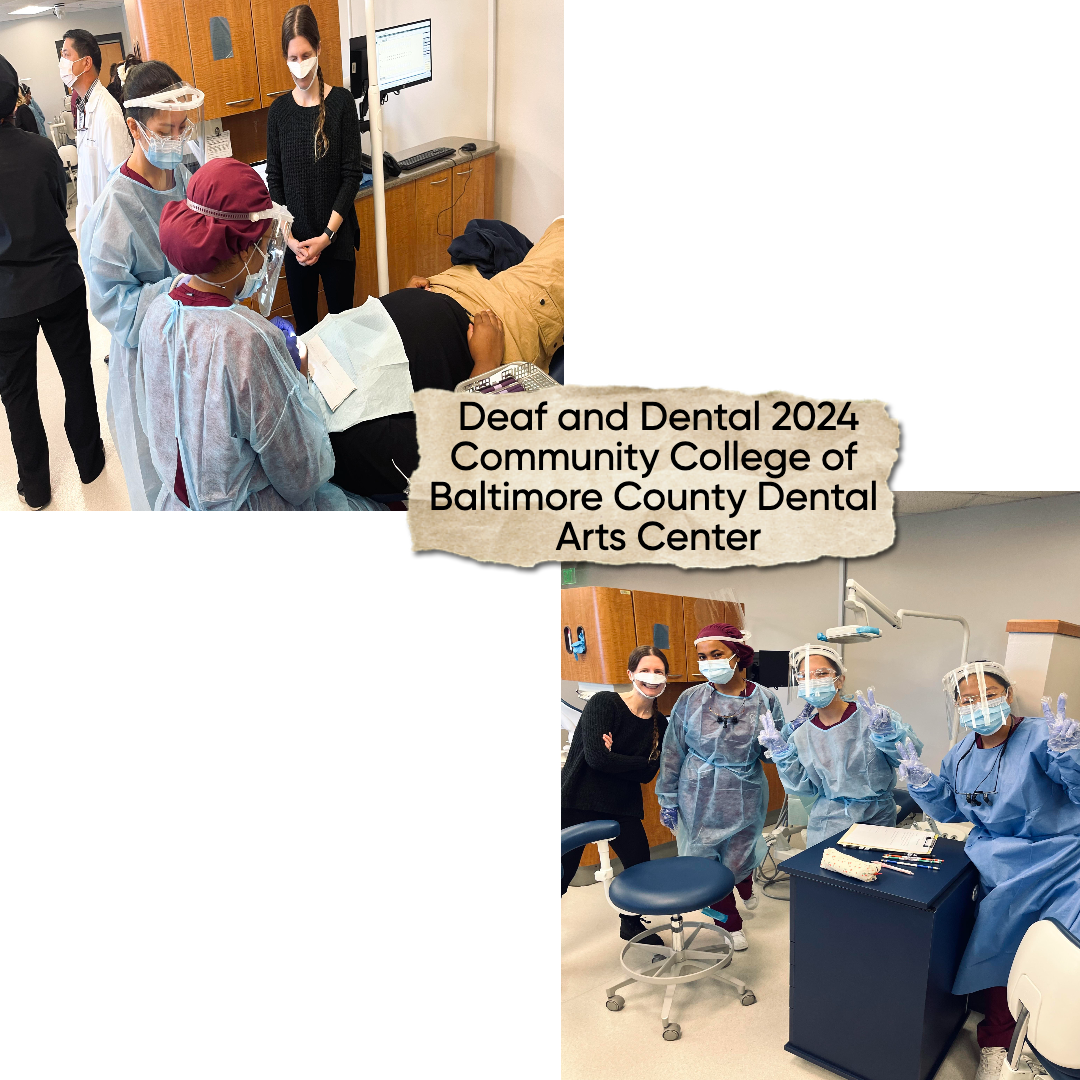 Deaf and Dental 2024
Community College of
Baltimore County Dental
Arts Center